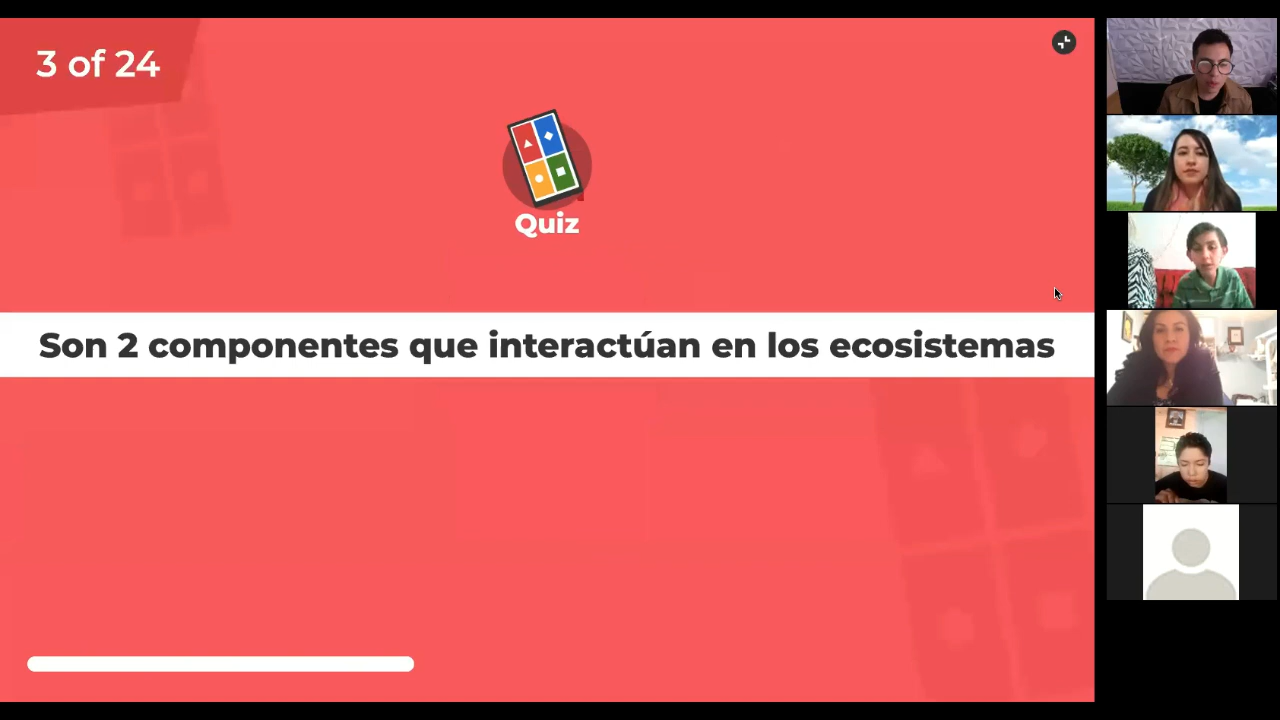 3 of 24
Quiz
Son 2 componentes que interactúan en los ecosistemas